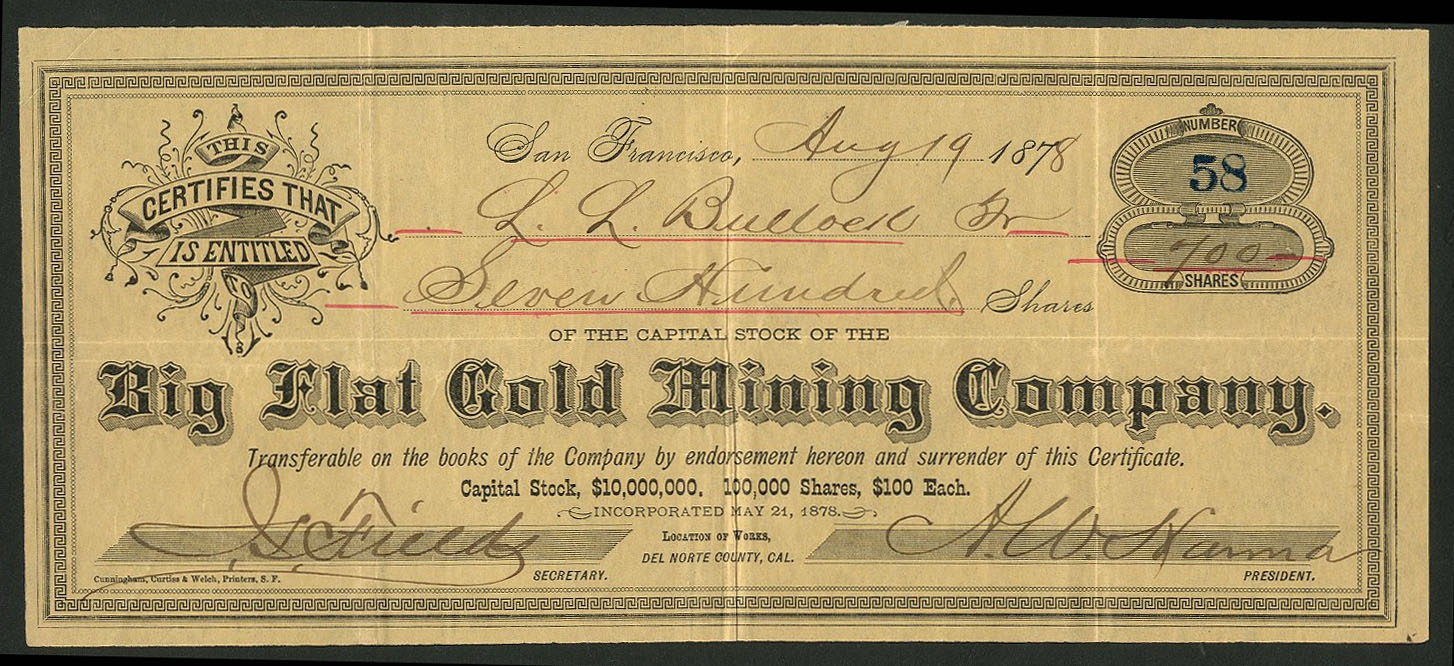 THIS
CERTIFIES THAT
IS ENTITLED
TO
San Francisco, Aug 19 1878
L. L. Bullock Tr
Seven Hundred Shares
NUMBER
58
700
SHARES
OF THE CAPITAL STOCK OF THE
Big Flat Gold Mining Company.
Transferable on the books of the Company by endorsement hereon and surrender of this Certificate.
Capital Stock, $10,000,000. 100,000 Shares, $100 Each.
INCORPORATED MAY 21, 1878.
LOCATION OF WORKS,
DEL NORTE COUNTY, CAL.
Fields
SECRETARY.
A. W. Hanna
PRESIDENT.
Cunningham, Curtiss & Welch, Printers, S. F.